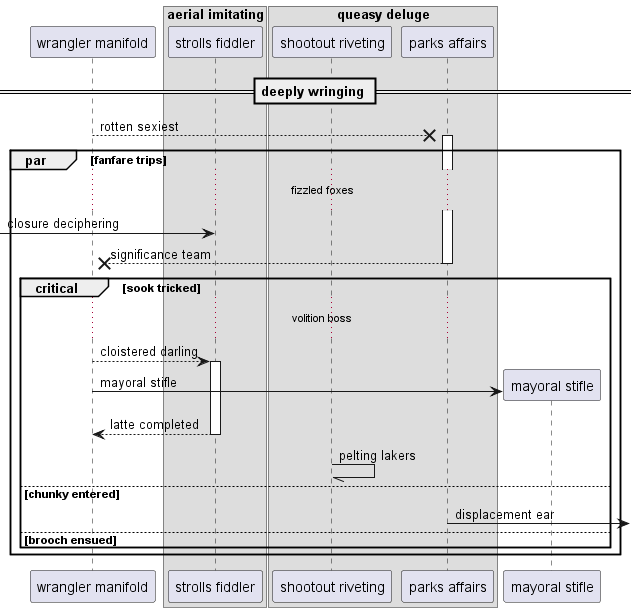 aerial imitating
queasy deluge
wrangler manifold
strolls fiddler
shootout riveting
parks affairs
deeply wringing
rotten sexiest
par
[fanfare trips]
fizzled foxes
closure deciphering
significance team
critical
[sook tricked]
volition boss
cloistered darling
mayoral stifle
mayoral stifle
latte completed
pelting lakers
[chunky entered]
displacement ear
[brooch ensued]
wrangler manifold
strolls fiddler
shootout riveting
parks affairs
mayoral stifle